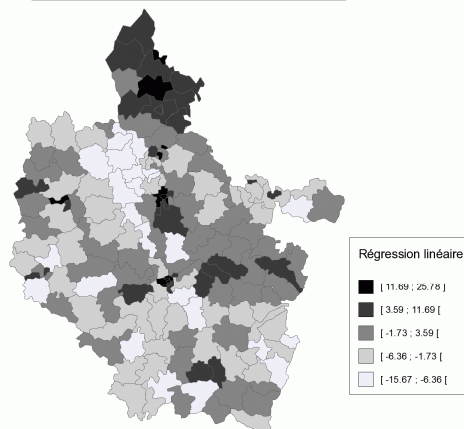 Régression linéaire
[ 11.69 ; 25.78 ]
[ 3.59 ; 11.69 [
[ -1.73 ; 3.59 [
[ -6.36 ; -1.73 [
[ -15.67 ; -6.36 [